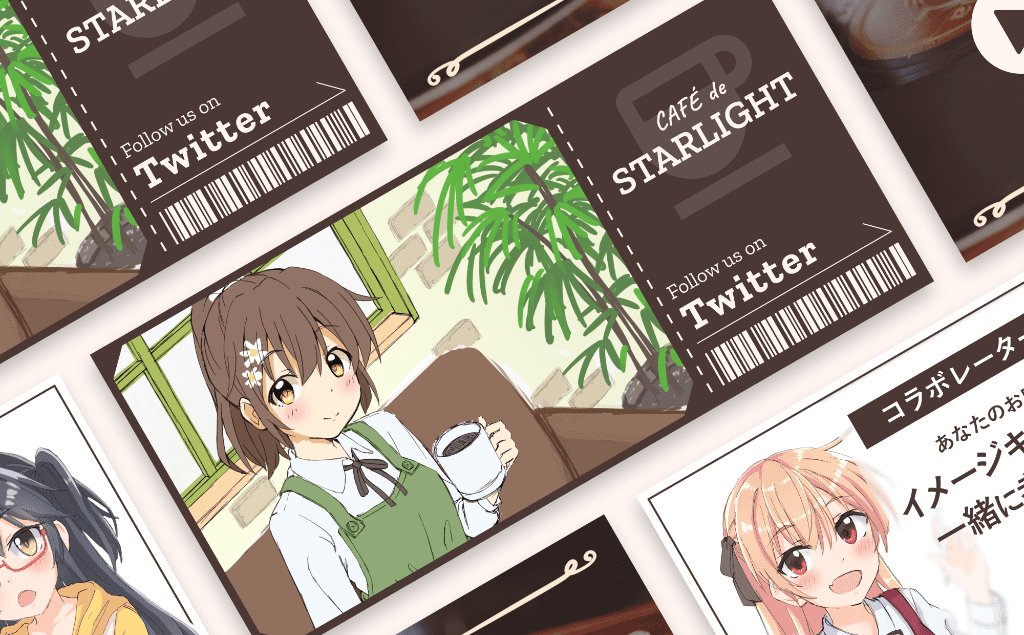 STARL
Follow us on
Twitter
CAFÉ de
STARLIGHT
Follow us on
Twitter
コラボレーター
あなたのお
イメージキ
一緒に